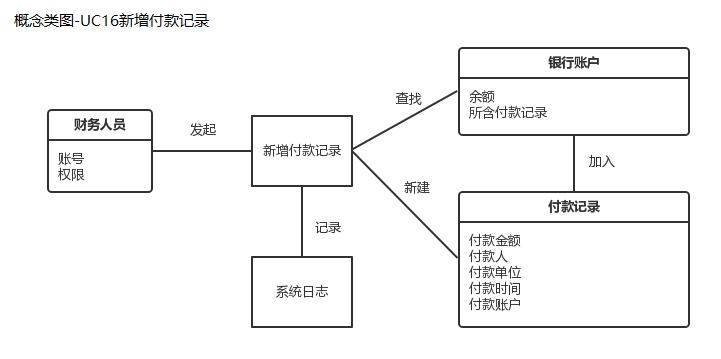 概念类图-UC16新增付款记录
银行账户
余额
所含付款记录
查找
财务人员
账号
权限
发起
新增付款记录
加入
新建
付款记录
付款金额
付款人
付款单位
付款时间
付款账户
记录
系统日志